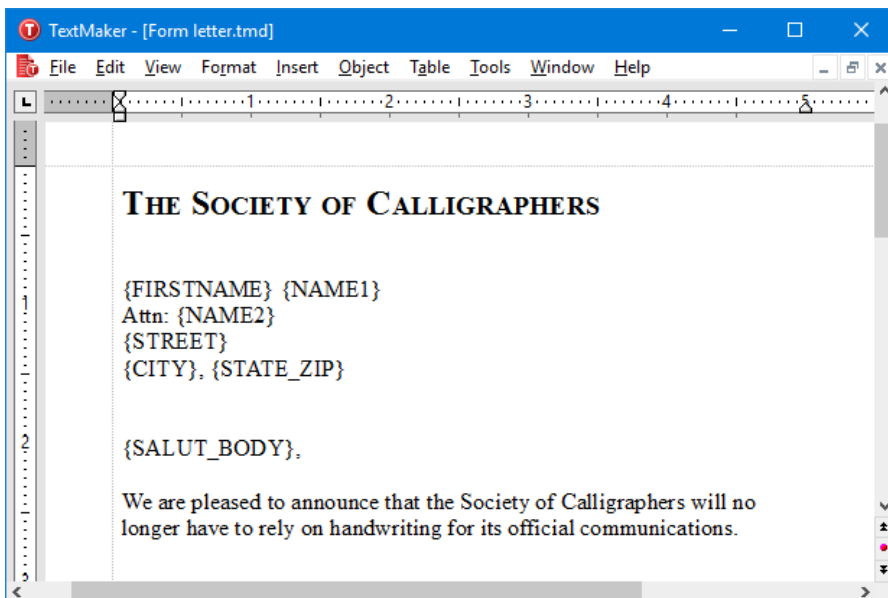 TextMaker - [Form letter.tmd]
File Edit View Format Insert Object Table Tools Window Help
L 1 2 3 4 5
THE SOCIETY OF CALLIGRAPHERS
{FIRSTNAME} {NAME1}
1
Attn: {NAME2}
{STREET}
{CITY}, {STATE_ZIP}
2
{SALUT_BODY},
We are pleased to announce that the Society of Calligraphers will no
longer have to rely on handwriting for its official communications.
3